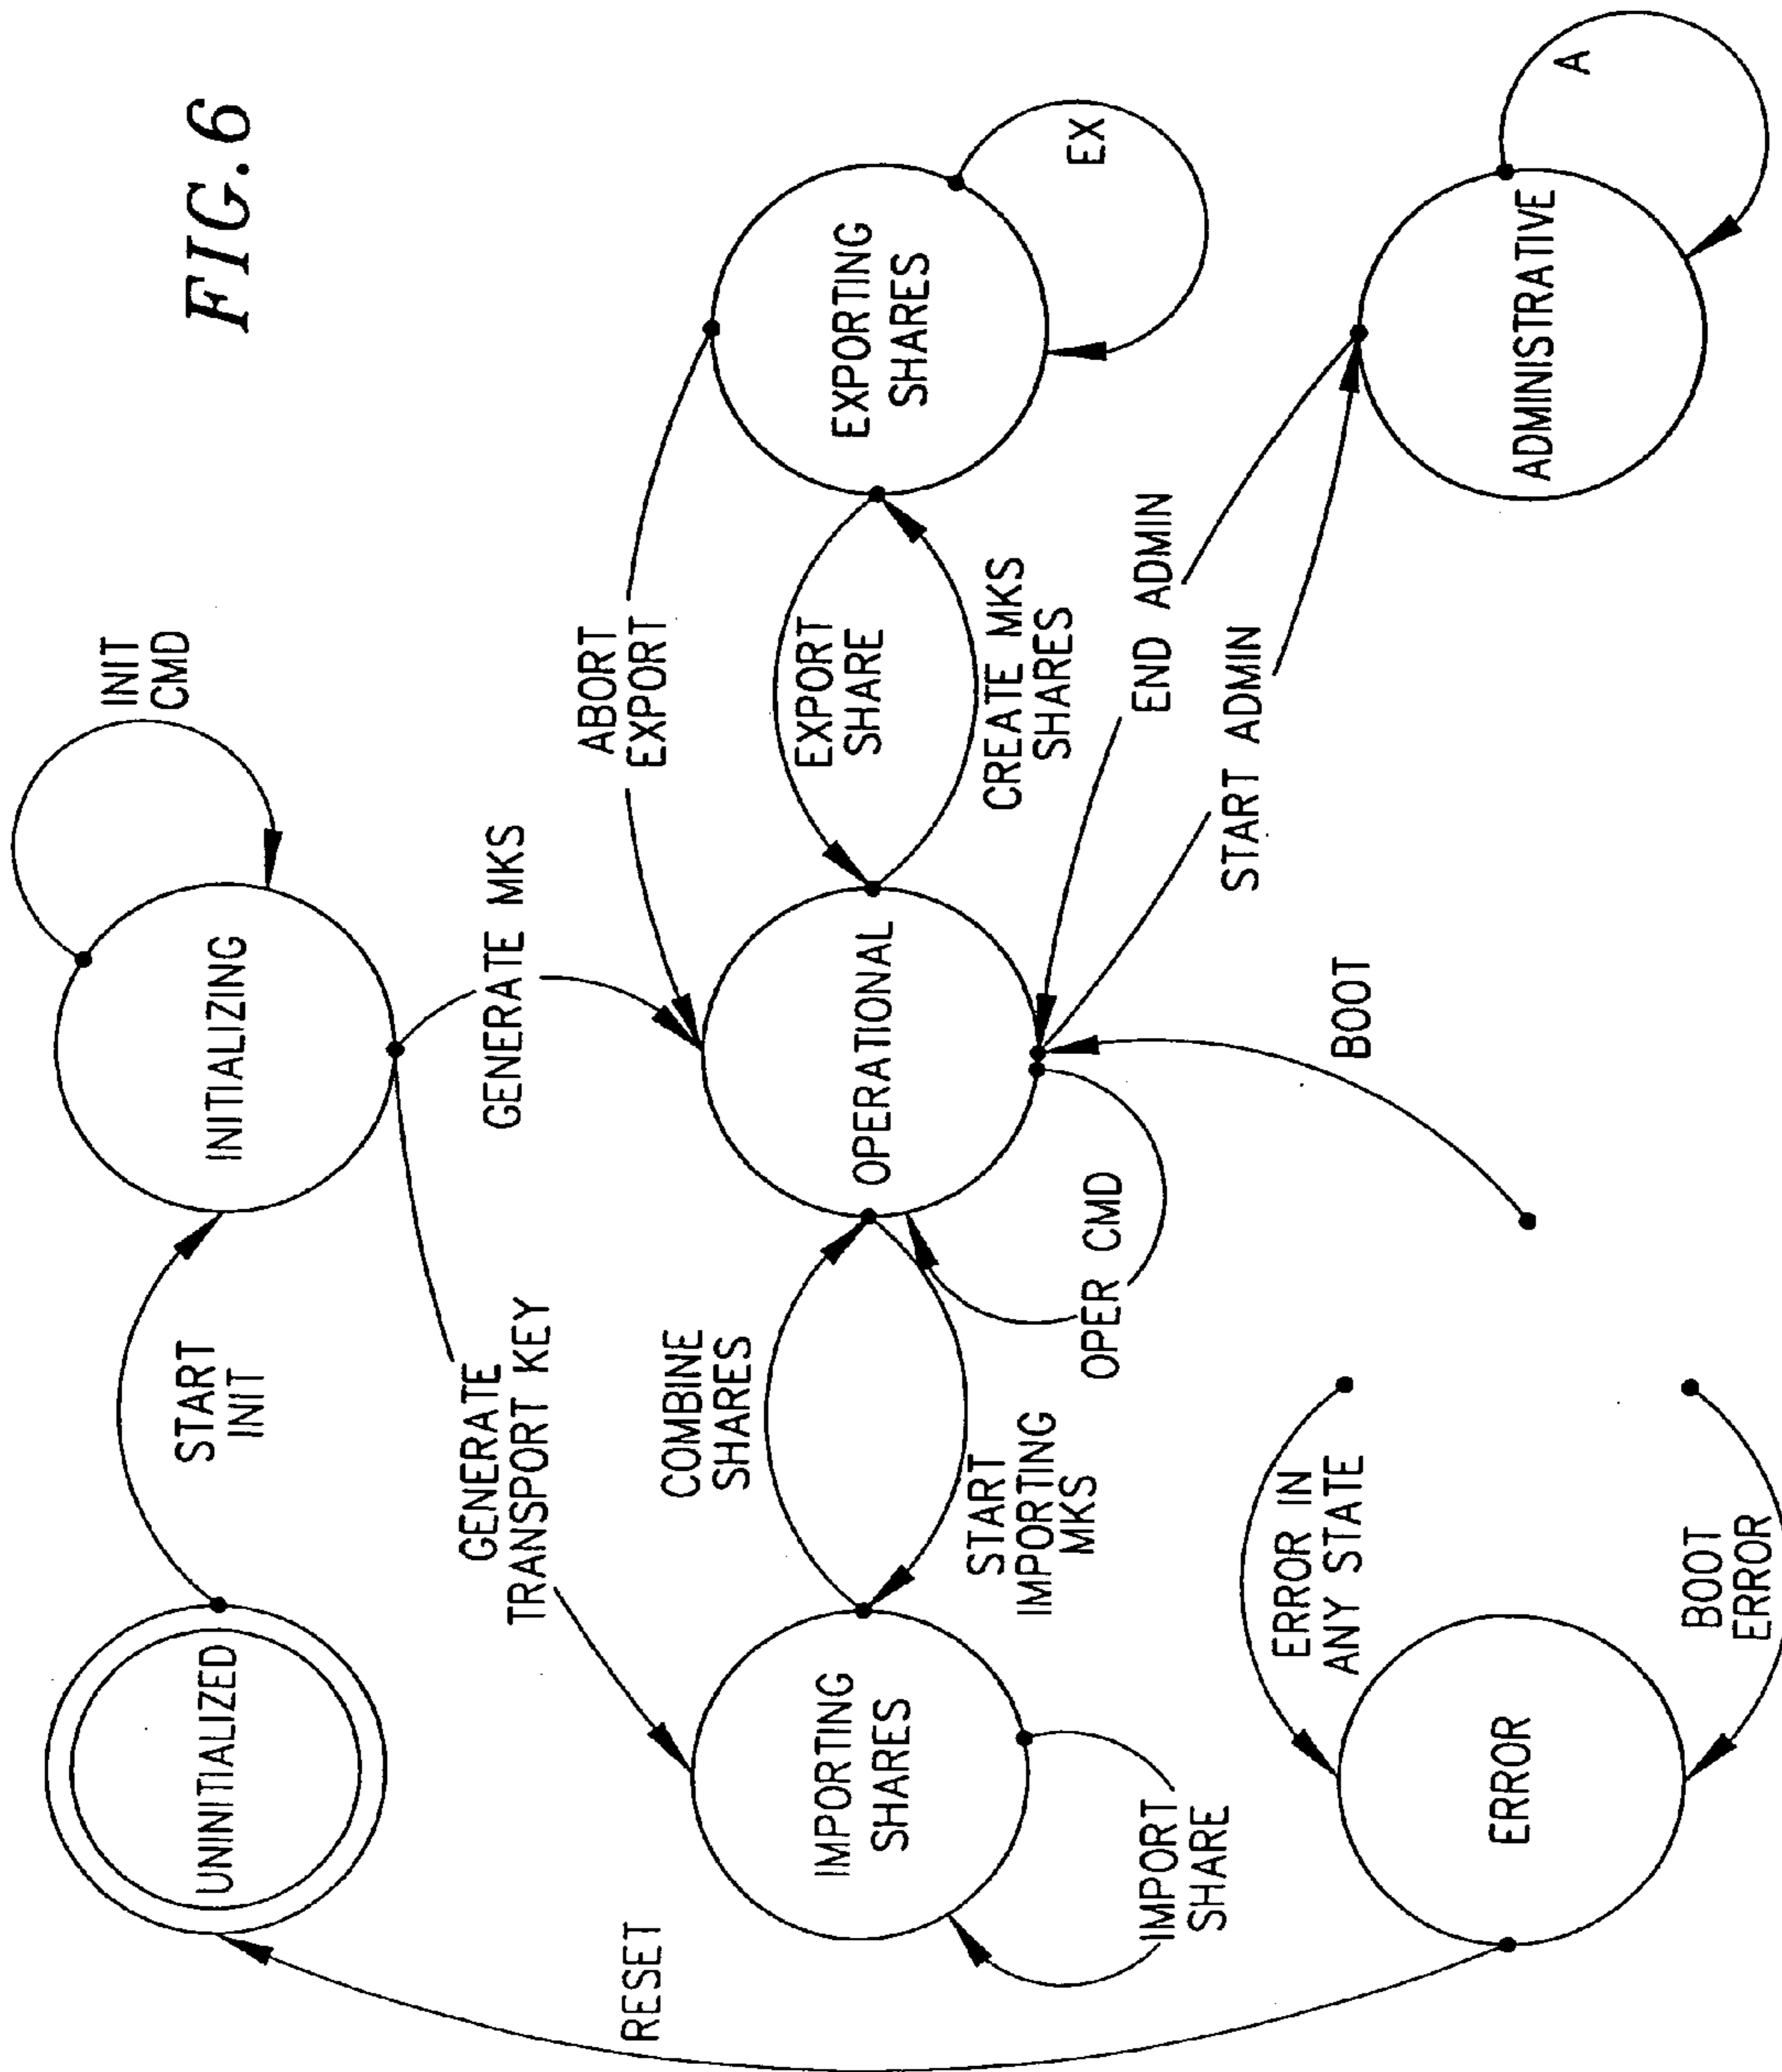 FIG. 6
UNINITIALIZED
START
INIT
INITIALIZING
INIT
CMD
RESET
GENERATE
TRANSPORT KEY
GENERATE MKS
ABORT
EXPORT
IMPORTING
SHARES
COMBINE
SHARES
START
IMPORTING
MKS
OPERATIONAL
EXPORT
SHARE
CREATE MKS
SHARES
EXPORTING
SHARES
EX
IMPORT
SHARE
OPER CMD
END ADMIN
START ADMIN
BOOT
ERROR IN
ANY STATE
ERROR
BOOT
ERROR
ADMINISTRATIVE
A